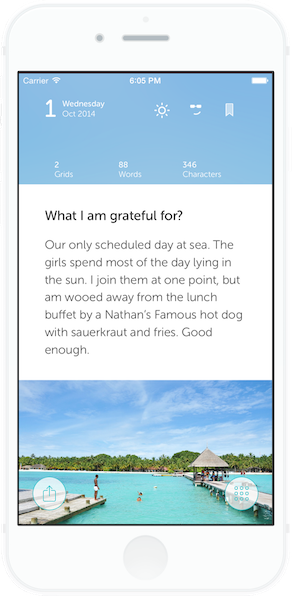 Carrier 6:05 PM
1 Wednesday
Oct 2014
2 88 346
Grids Words Characters
What I am grateful for?
Our only scheduled day at sea. The
girls spend most of the day lying in
the sun. I join them at one point, but
am wooed away from the lunch
buffet by a Nathan's Famous hot dog
with sauerkraut and fries. Good
enough.